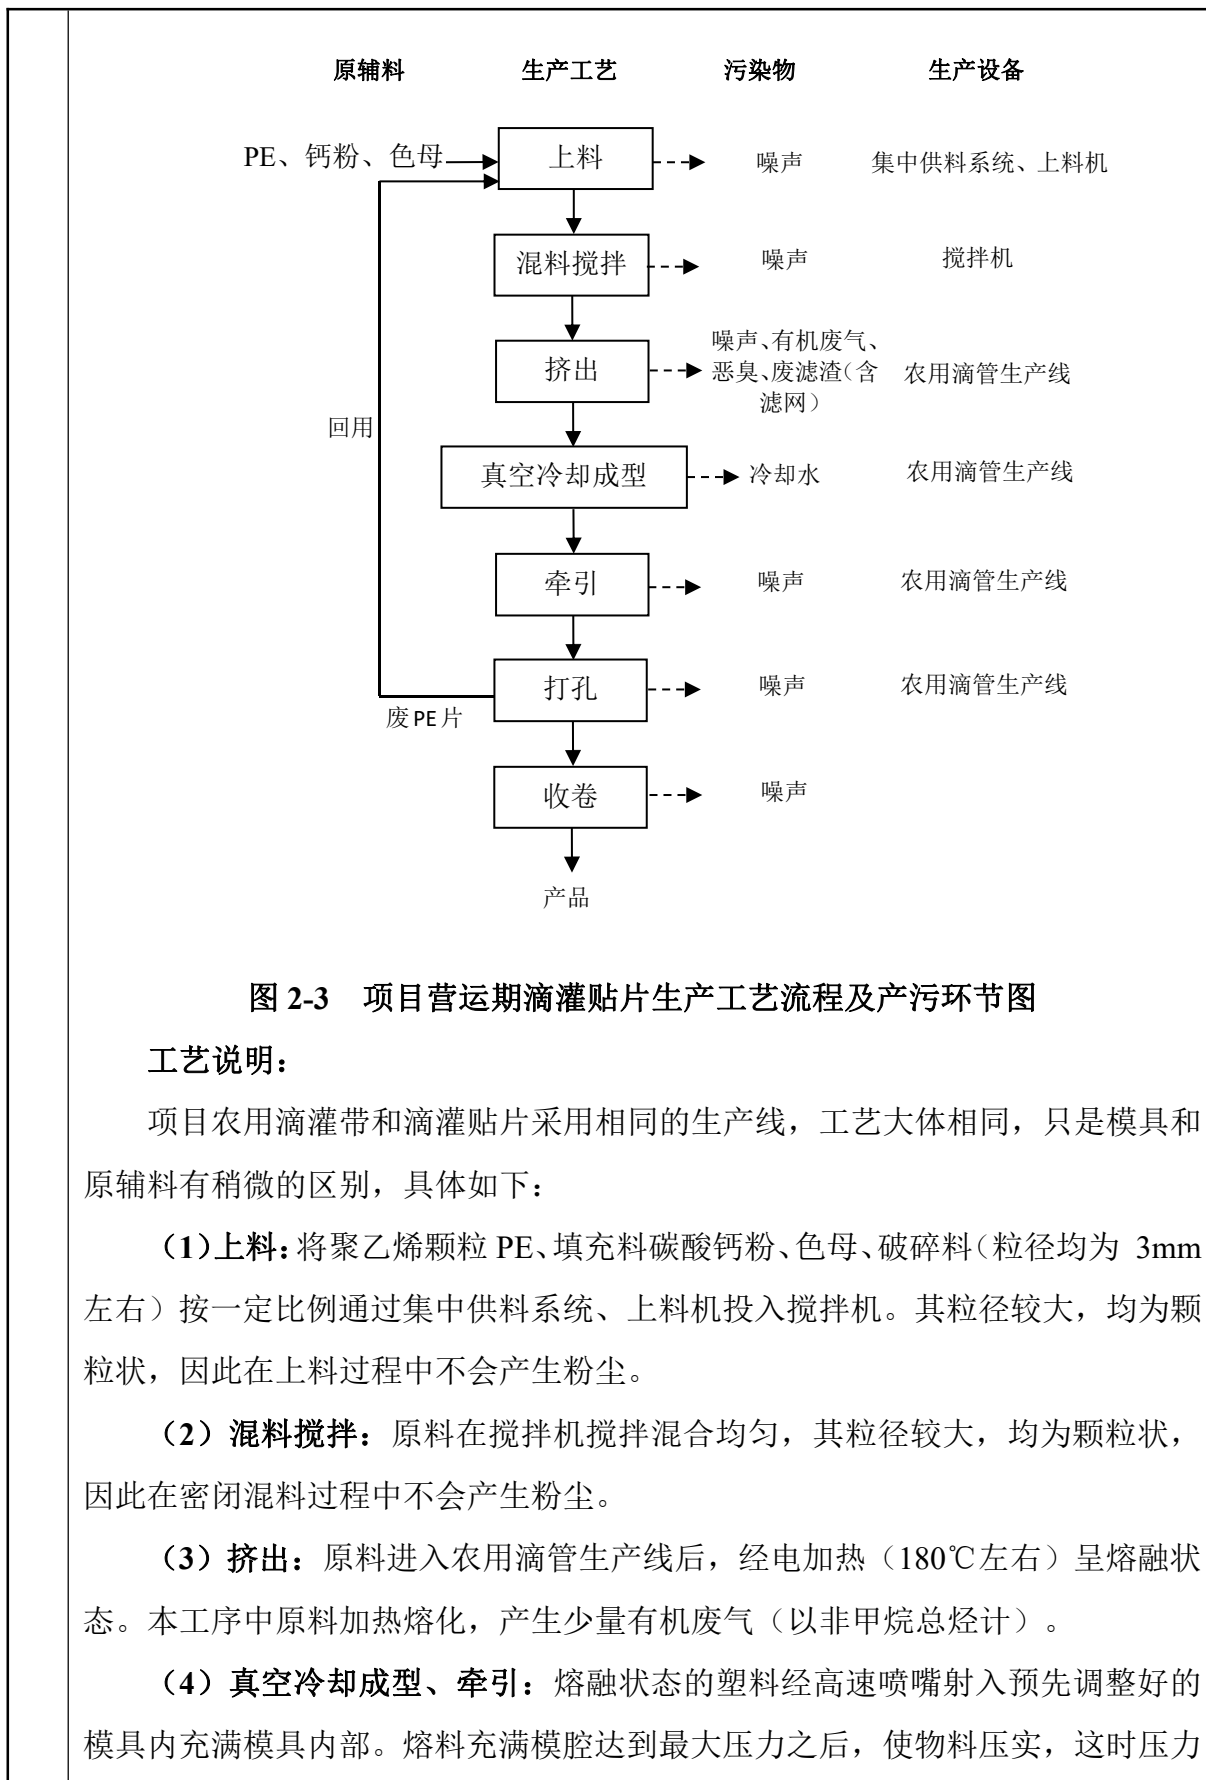 原辅料 生产工艺 污染物 生产设备
PE、钙粉、色母 上料 噪声 集中供料系统、上料机
混料搅拌 噪声 搅拌机
挤出 噪声、有机废气、
恶臭、废滤渣（含
滤网） 农用滴管生产线
回用
真空冷却成型 冷却水 农用滴管生产线
牵引 噪声 农用滴管生产线
打孔 噪声 农用滴管生产线
废PE片
收卷 噪声
产品
图 2-3 项目营运期滴灌贴片生产工艺流程及产污环节图
工艺说明：
项目农用滴灌带和滴灌贴片采用相同的生产线，工艺大体相同，只是模具和
原辅料有稍微的区别，具体如下：
（1）上料：将聚乙烯颗粒 PE、填充料碳酸钙粉、色母、破碎料（粒径均为 3mm
左右）按一定比例通过集中供料系统、上料机投入搅拌机。其粒径较大，均为颗
粒状，因此在上料过程中不会产生粉尘。
（2）混料搅拌：原料在搅拌机搅拌混合均匀，其粒径较大，均为颗粒状，
因此在密闭混料过程中不会产生粉尘。
（3）挤出：原料进入农用滴管生产线后，经电加热（180℃左右）呈熔融状
态。本工序中原料加热熔化，产生少量有机废气（以非甲烷总烃计）。
（4）真空冷却成型、牵引：熔融状态的塑料经高速喷嘴射入预先调整好的
模具内充满模具内部。熔料充满模腔达到最大压力之后，使物料压实，这时压力